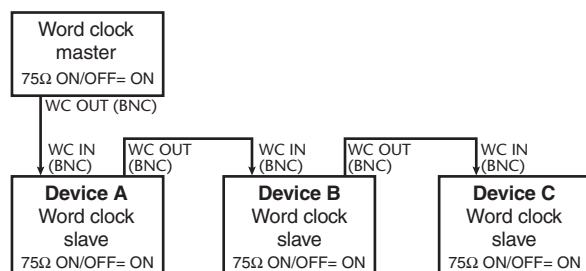 Word clock
master
75Ω ON/OFF= ON
WC OUT (BNC)
WC IN
(BNC)
WC OUT
(BNC)
WC IN
(BNC)
WC OUT
(BNC)
WC IN
(BNC)
Device A
Word clock
slave
75Ω ON/OFF= ON
Device B
Word clock
slave
75Ω ON/OFF= ON
Device C
Word clock
slave
75Ω ON/OFF= ON